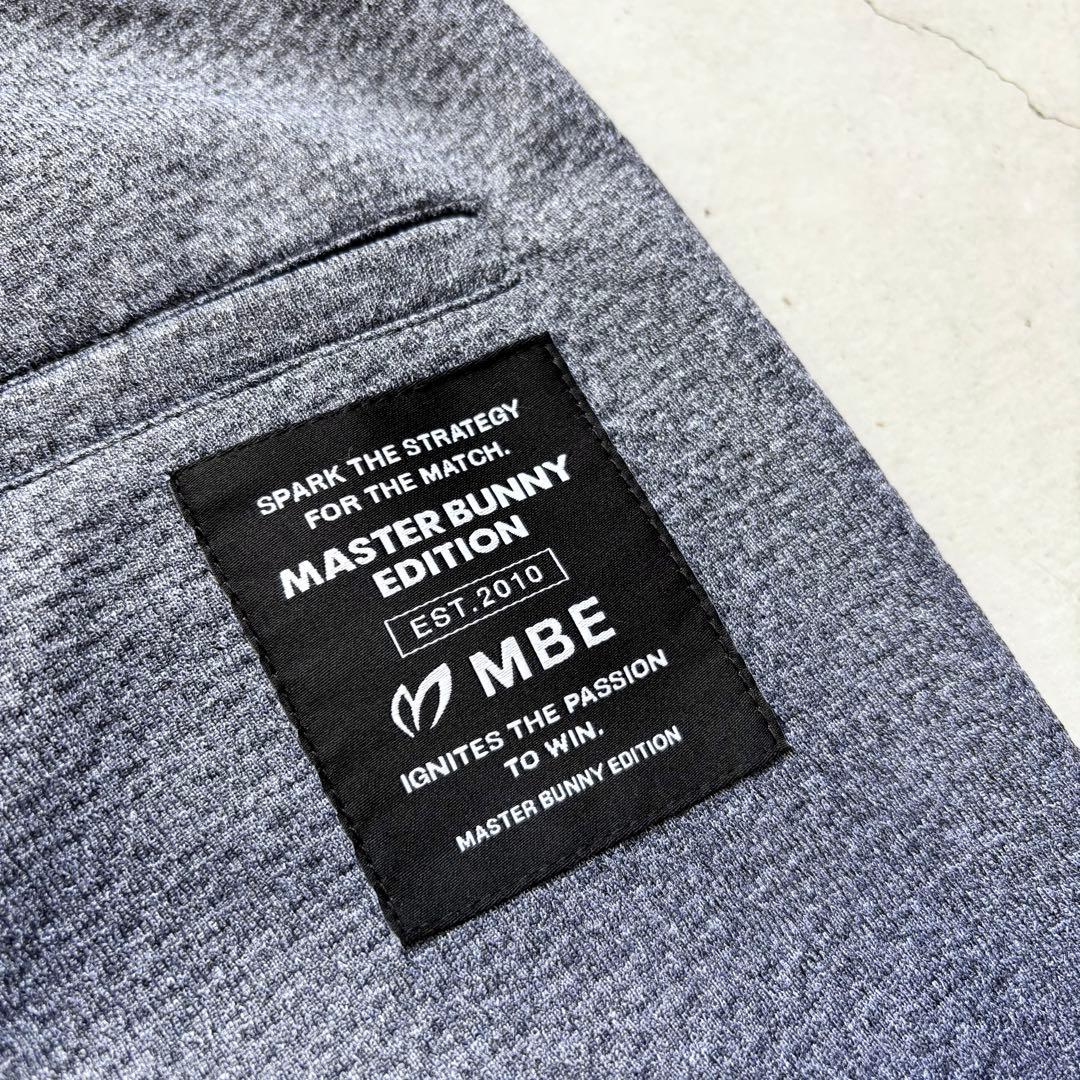 SPARK THE STRATEGY
FOR THE MATCH.
MASTER BUNNY
EDITION
EST.2010
MBE
IGNITES THE PASSION
TO WIN.
MASTER BUNNY EDITION